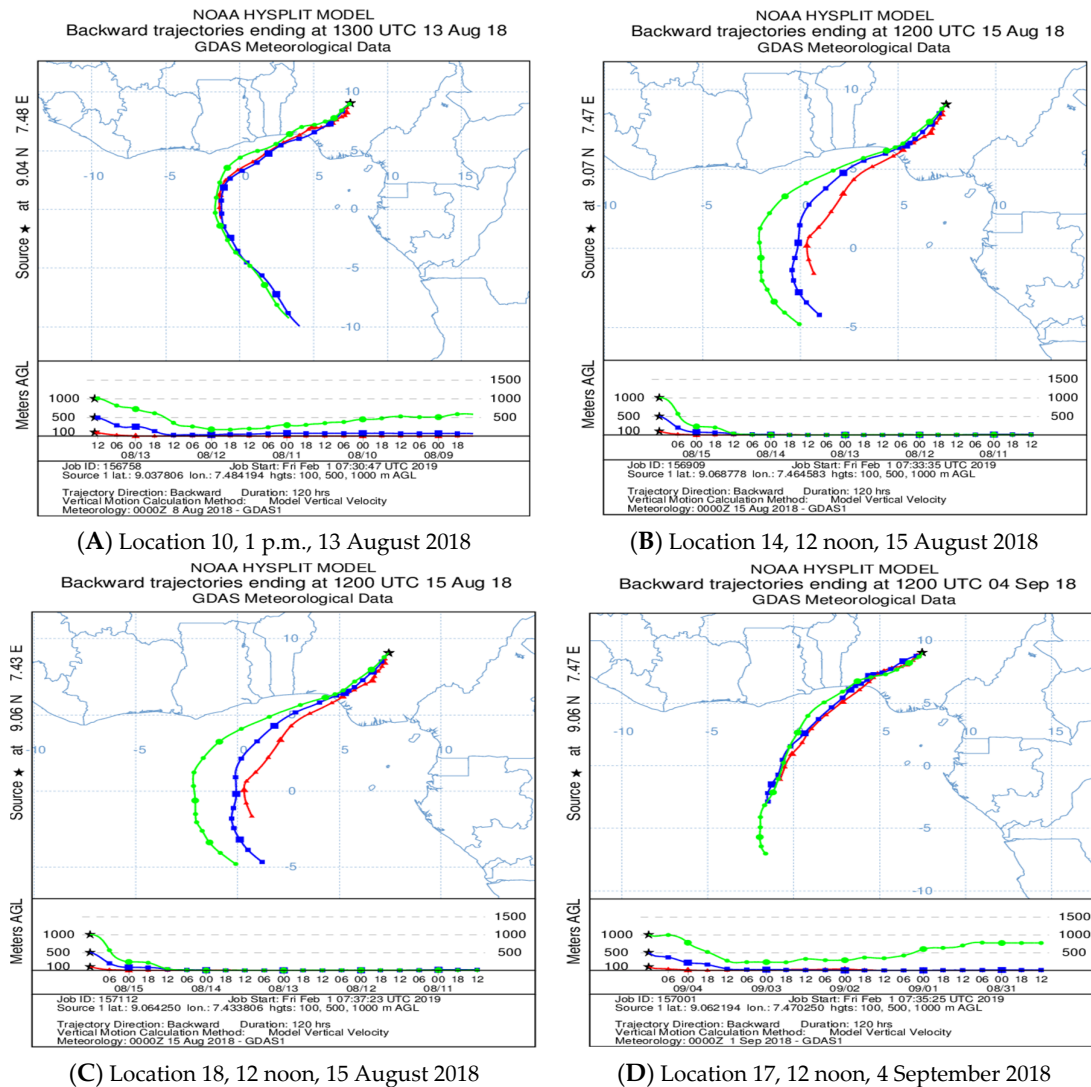 NOAA HYSPLIT MODEL
Backward trajectories ending at 1300 UTC 13 Aug 18
GDAS Meteorological Data
Source ★ at 9.04 N 7.48 E
10
-10
-5
5
10
15
0
-5
-10
Meters AGL
1500
1000
1000
500
500
100
12 06 00 18 12 06 00 18 12 06 00 18 12 06 00 18 12 06 00 18
08/13 08/12 08/11 08/10 08/09
Job ID: 156758 Job Start: Fri Feb 1 07:30:47 UTC 2019
Source 1 lat.: 9.037806 lon.: 7.484194 hgts: 100, 500, 1000 m AGL
Trajectory Direction: Backward Duration: 120 hrs
Vertical Motion Calculation Method: Model Vertical Velocity
Meteorology: 0000Z 8 Aug 2018 - GDAS1
(A) Location 10, 1 p.m., 13 August 2018
NOAA HYSPLIT MODEL
Backward trajectories ending at 1200 UTC 15 Aug 18
GDAS Meteorological Data
Source ★ at 9.07 N 7.47 E
10
10
-5
0
5
10
0
-5
Meters AGL
1500
1000
1000
500
500
100
06 00 18 12 06 00 18 12 06 00 18 12 06 00 18 12 06 00 18 12
08/15 08/14 08/13 08/12 08/11
Job ID: 156909 Job Start: Fri Feb 1 07:33:35 UTC 2019
Source 1 lat.: 9.068778 lon.: 7.464583 hgts: 100, 500, 1000 m AGL
Trajectory Direction: Backward Duration: 120 hrs
Vertical Motion Calculation Method: Model Vertical Velocity
Meteorology: 0000Z 15 Aug 2018 - GDAS1
(B) Location 14, 12 noon, 15 August 2018
NOAA HYSPLIT MODEL
Backward trajectories ending at 1200 UTC 15 Aug 18
GDAS Meteorological Data
Source ★ at 9.06 N 7.43 E
10
5
-10
-5
0
5
10
0
-5
Meters AGL
1500
1000
1000
500
500
100
06 00 18 12 06 00 18 12 06 00 18 12 06 00 18 12 06 00 18 12
08/15 08/14 08/13 08/12 08/11
Job ID: 157112 Job Start: Fri Feb 1 07:37:23 UTC 2019
Source 1 lat.: 9.064250 lon.: 7.433806 hgts: 100, 500, 1000 m AGL
Trajectory Direction: Backward Duration: 120 hrs
Vertical Motion Calculation Method: Model Vertical Velocity
Meteorology: 0000Z 15 Aug 2018 - GDAS1
(C) Location 18, 12 noon, 15 August 2018
NOAA HYSPLIT MODEL
Backward trajectories ending at 1200 UTC 04 Sep 18
GDAS Meteorological Data
Source ★ at 9.06 N 7.47 E
10
5
-10
-5
0
5
10
15
0
-5
-10
Meters AGL
1500
1000
1000
500
500
100
06 00 18 12 06 00 18 12 06 00 18 12 06 00 18 12 06 00 18 12
09/04 09/03 09/02 09/01 08/31
Job ID: 157001 Job Start: Fri Feb 1 07:35:25 UTC 2019
Source 1 lat.: 9.062194 lon.: 7.470250 hgts: 100, 500, 1000 m AGL
Trajectory Direction: Backward Duration: 120 hrs
Vertical Motion Calculation Method: Model Vertical Velocity
Meteorology: 0000Z 1 Sep 2018 - GDAS1
(D) Location 17, 12 noon, 4 September 2018